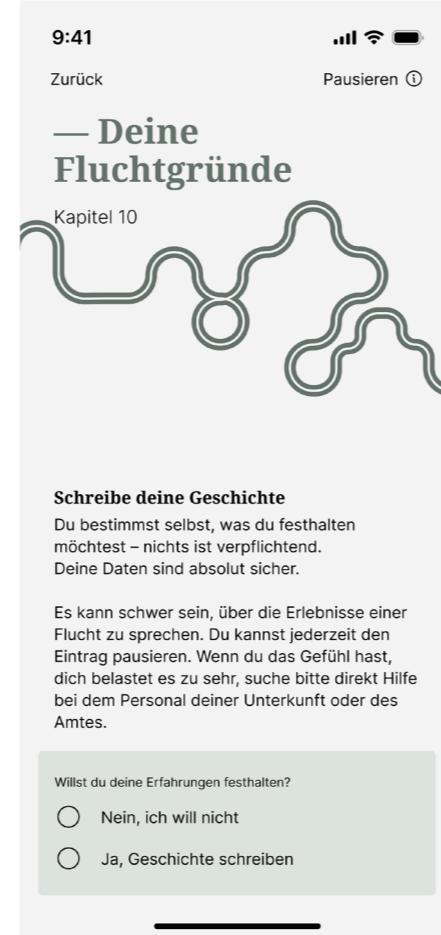 9:41
Zurück
Pausieren
— Deine
Fluchtgründe
Kapitel 10
Schreibe deine Geschichte
Du bestimmst selbst, was du festhalten
möchtest – nichts ist verpflichtend.
Deine Daten sind absolut sicher.
Es kann schwer sein, über die Erlebnisse einer
Flucht zu sprechen. Du kannst jederzeit den
Eintrag pausieren. Wenn du das Gefühl hast,
dich belastet es zu sehr, suche bitte direkt Hilfe
bei dem Personal deiner Unterkunft oder des
Amtes.
Willst du deine Erfahrungen festhalten?
Nein, ich will nicht
Ja, Geschichte schreiben